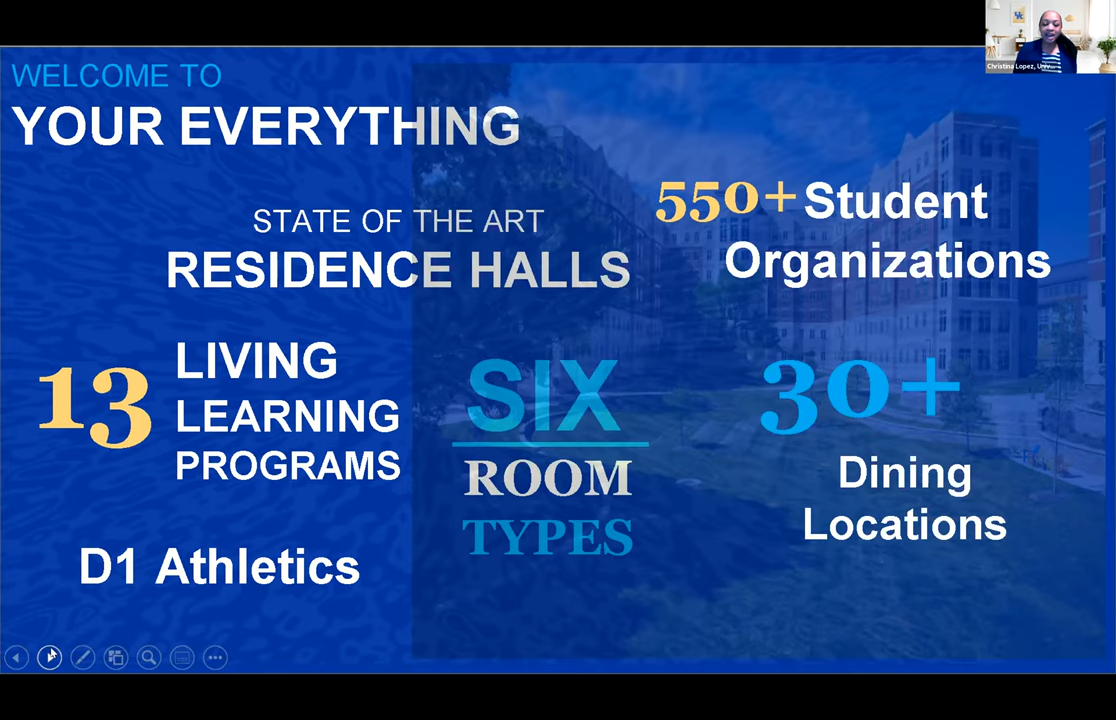 WELCOME TO
YOUR EVERYTHING
STATE OF THE ART
RESIDENCE HALLS
550+ Student
Organizations
13
LIVING
LEARNING
PROGRAMS
SIX
ROOM
TYPES
30+
Dining
Locations
D1 Athletics
Christina Lopez, Univ...